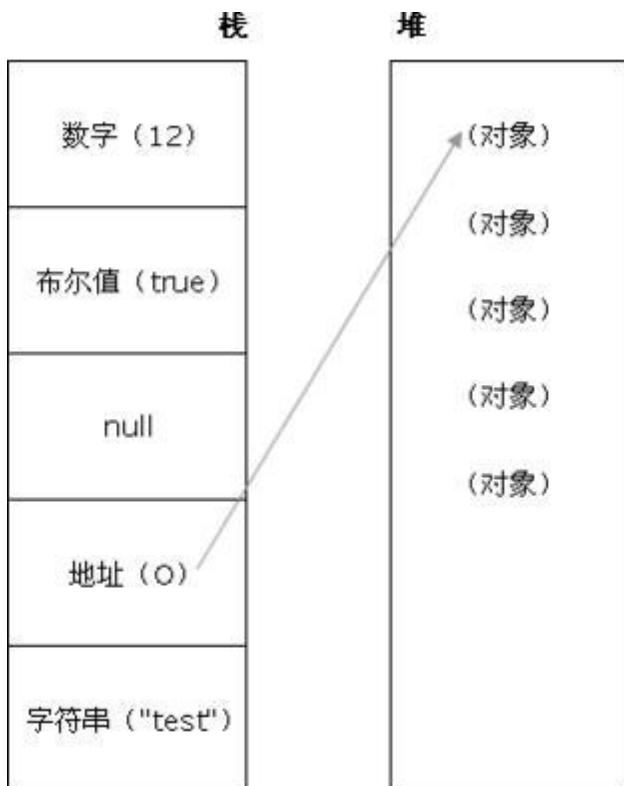 栈 堆
数字（12）
布尔值（true）
null
地址（O）
字符串（"test"）
（对象）
（对象）
（对象）
（对象）
（对象）